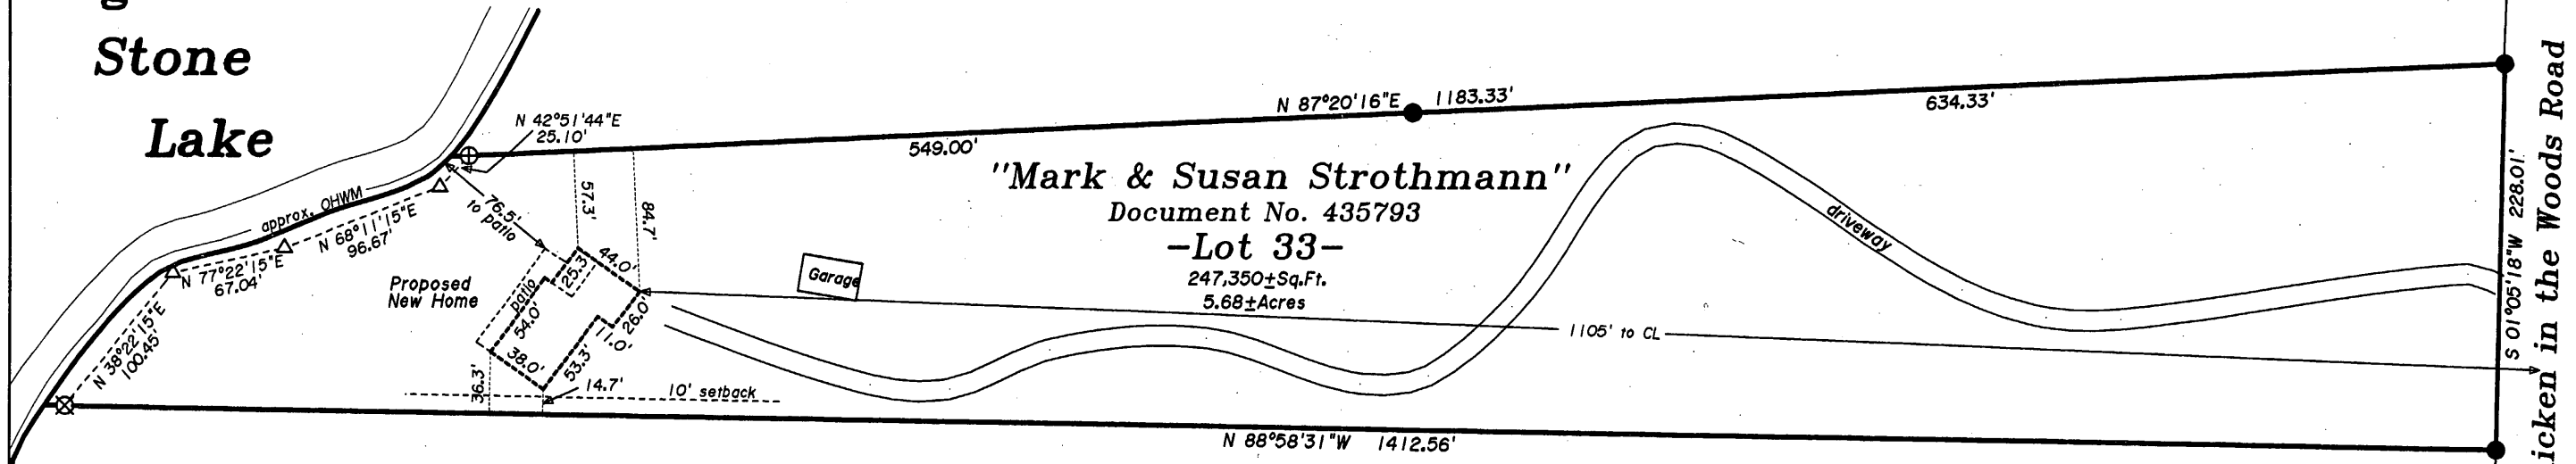 Stone
Lake
N 42°51'44"E
25.10'
N 87°20'16"E 1183.33'
634.33'
549.00'
"Mark & Susan Strothmann"
Document No. 435793
-Lot 33-
247,350±Sq.Ft.
5.68±Acres
approx. OHWM
N 68°11'15"E
96.67'
N 77°22'15"E
67.04'
N 38°22'15"E
100.45'
76.5'
to patio
57.3'
84.7'
Proposed
New Home
patio
25.3'
44.0'
54.0'
38.0'
53.3'
26.0'
36.3'
14.7'
10' setback
Garage
driveway
1105' to CL
S 01°05'18"W 228.01'
in the Woods Road
N 88°58'31"W 1412.56'